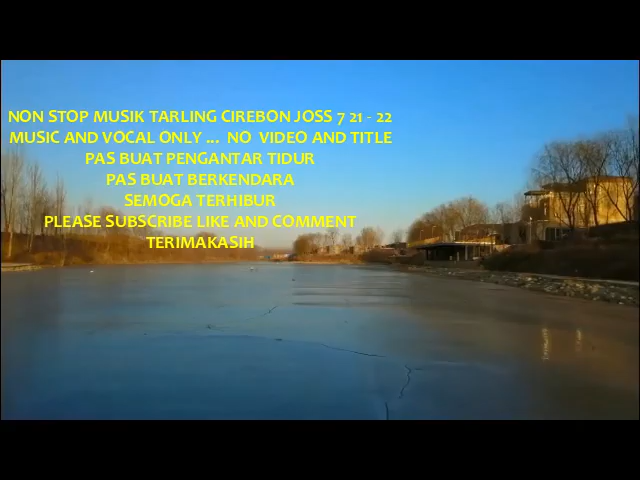 NON STOP MUSIK TARLING CIREBON JOSS 7 21 - 22
MUSIC AND VOCAL ONLY ... NO VIDEO AND TITLE
PAS BUAT PENGANTAR TIDUR
PAS BUAT BERKENDARA
SEMOGA TERHIBUR
PLEASE SUBSCRIBE LIKE AND COMMENT
TERIMAKASIH